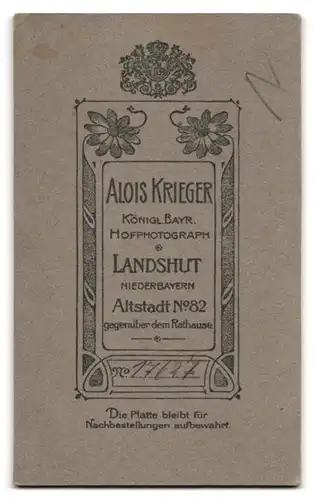 ALOIS KRIEGER
KÖNIGL. BAYR.
HOFPHOTOGRAPH
LANDSHUT
NIEDERBAYERN
Altstadt No 82
gegenüber dem Rathause.
No 17627
Die Platte bleibt für
Nachbestellungen aufbewahrt.